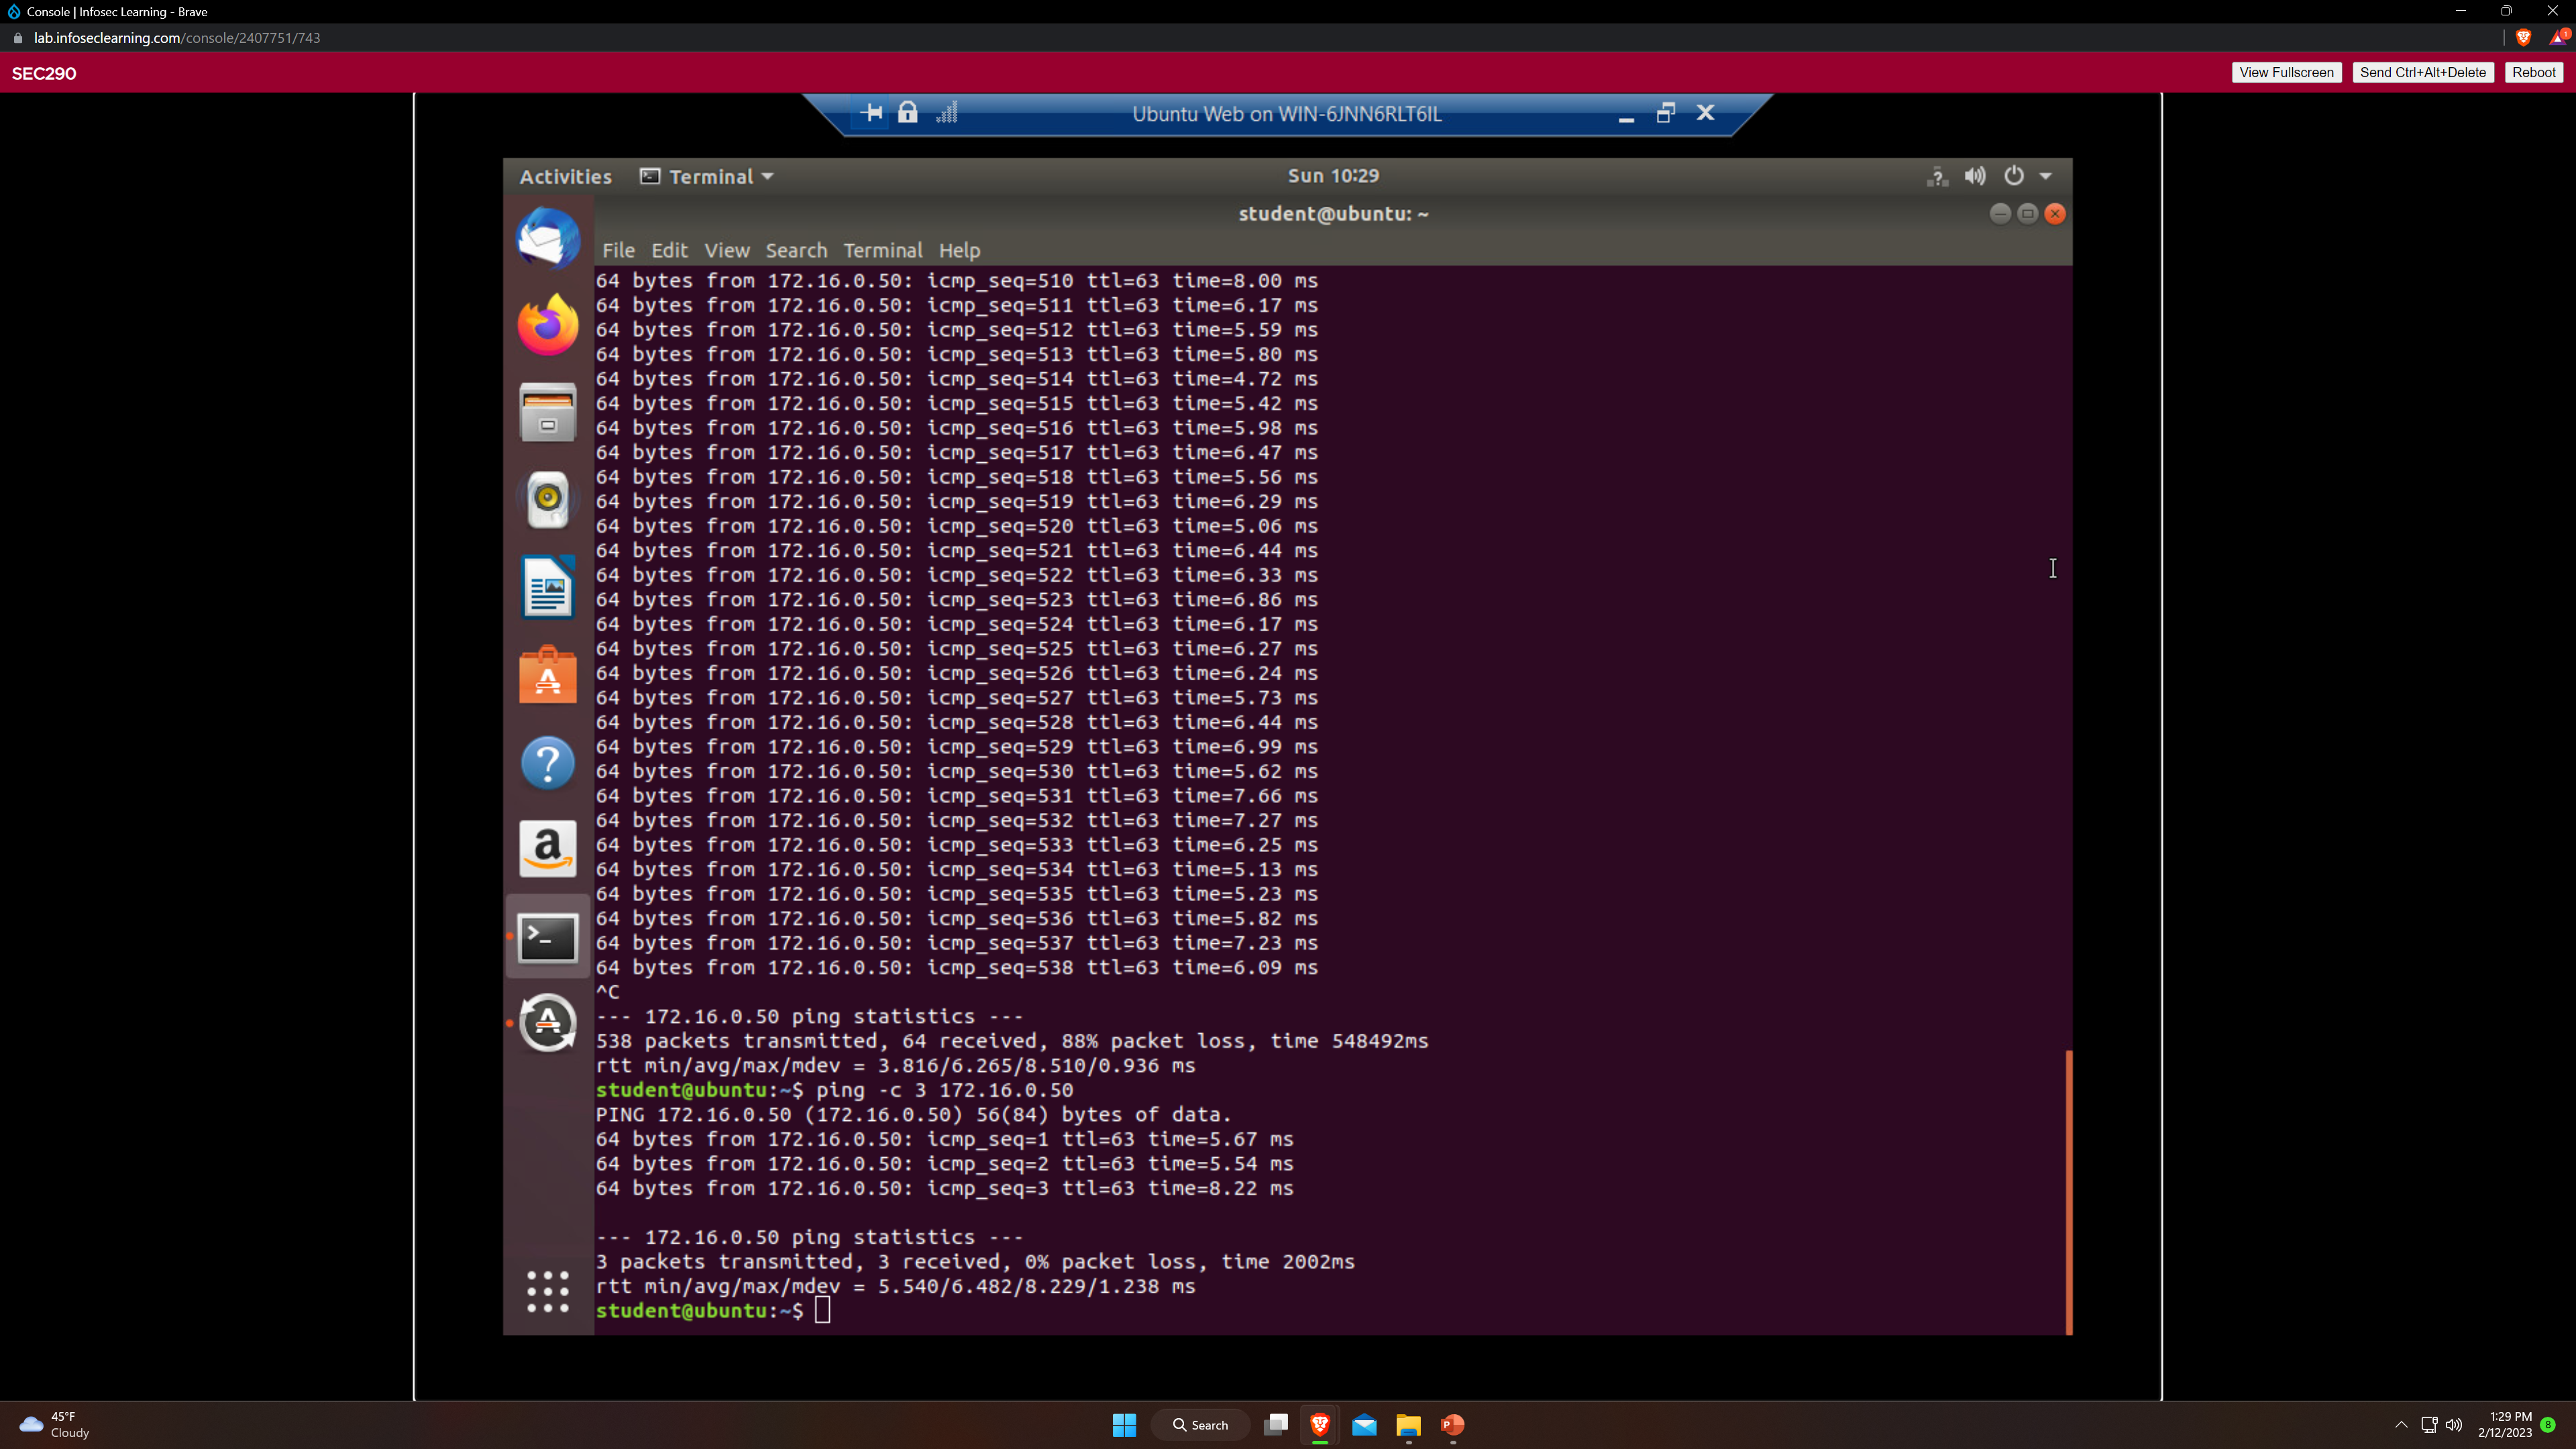 Console | Infosec Learning - Brave
lab.infoseclearning.com/console/2407751/743
1
SEC290
View Fullscreen
Send Ctrl+Alt+Delete
Reboot
Ubuntu Web on WIN-6JNN6RLT6IL
Activities
Terminal
Sun 10:29
student@ubuntu: ~
File Edit View Search Terminal Help
64 bytes from 172.16.0.50: icmp_seq=510 ttl=63 time=8.00 ms
64 bytes from 172.16.0.50: icmp_seq=511 ttl=63 time=6.17 ms
64 bytes from 172.16.0.50: icmp_seq=512 ttl=63 time=5.59 ms
64 bytes from 172.16.0.50: icmp_seq=513 ttl=63 time=5.80 ms
64 bytes from 172.16.0.50: icmp_seq=514 ttl=63 time=4.72 ms
64 bytes from 172.16.0.50: icmp_seq=515 ttl=63 time=5.42 ms
64 bytes from 172.16.0.50: icmp_seq=516 ttl=63 time=5.98 ms
64 bytes from 172.16.0.50: icmp_seq=517 ttl=63 time=6.47 ms
64 bytes from 172.16.0.50: icmp_seq=518 ttl=63 time=5.56 ms
64 bytes from 172.16.0.50: icmp_seq=519 ttl=63 time=6.29 ms
64 bytes from 172.16.0.50: icmp_seq=520 ttl=63 time=5.06 ms
64 bytes from 172.16.0.50: icmp_seq=521 ttl=63 time=6.44 ms
64 bytes from 172.16.0.50: icmp_seq=522 ttl=63 time=6.33 ms
64 bytes from 172.16.0.50: icmp_seq=523 ttl=63 time=6.86 ms
64 bytes from 172.16.0.50: icmp_seq=524 ttl=63 time=6.17 ms
64 bytes from 172.16.0.50: icmp_seq=525 ttl=63 time=6.27 ms
64 bytes from 172.16.0.50: icmp_seq=526 ttl=63 time=6.24 ms
64 bytes from 172.16.0.50: icmp_seq=527 ttl=63 time=5.73 ms
64 bytes from 172.16.0.50: icmp_seq=528 ttl=63 time=6.44 ms
64 bytes from 172.16.0.50: icmp_seq=529 ttl=63 time=6.99 ms
64 bytes from 172.16.0.50: icmp_seq=530 ttl=63 time=5.62 ms
64 bytes from 172.16.0.50: icmp_seq=531 ttl=63 time=7.66 ms
64 bytes from 172.16.0.50: icmp_seq=532 ttl=63 time=7.27 ms
64 bytes from 172.16.0.50: icmp_seq=533 ttl=63 time=6.25 ms
64 bytes from 172.16.0.50: icmp_seq=534 ttl=63 time=5.13 ms
64 bytes from 172.16.0.50: icmp_seq=535 ttl=63 time=5.23 ms
64 bytes from 172.16.0.50: icmp_seq=536 ttl=63 time=5.82 ms
64 bytes from 172.16.0.50: icmp_seq=537 ttl=63 time=7.23 ms
64 bytes from 172.16.0.50: icmp_seq=538 ttl=63 time=6.09 ms
^C
--- 172.16.0.50 ping statistics ---
538 packets transmitted, 64 received, 88% packet loss, time 548492ms
rtt min/avg/max/mdev = 3.816/6.265/8.510/0.936 ms
student@ubuntu:~$ ping -c 3 172.16.0.50
PING 172.16.0.50 (172.16.0.50) 56(84) bytes of data.
64 bytes from 172.16.0.50: icmp_seq=1 ttl=63 time=5.67 ms
64 bytes from 172.16.0.50: icmp_seq=2 ttl=63 time=5.54 ms
64 bytes from 172.16.0.50: icmp_seq=3 ttl=63 time=8.22 ms
--- 172.16.0.50 ping statistics ---
3 packets transmitted, 3 received, 0% packet loss, time 2002ms
rtt min/avg/max/mdev = 5.540/6.482/8.229/1.238 ms
student@ubuntu:~$
45°F
Cloudy
Search
1:29 PM
2/12/2023
8